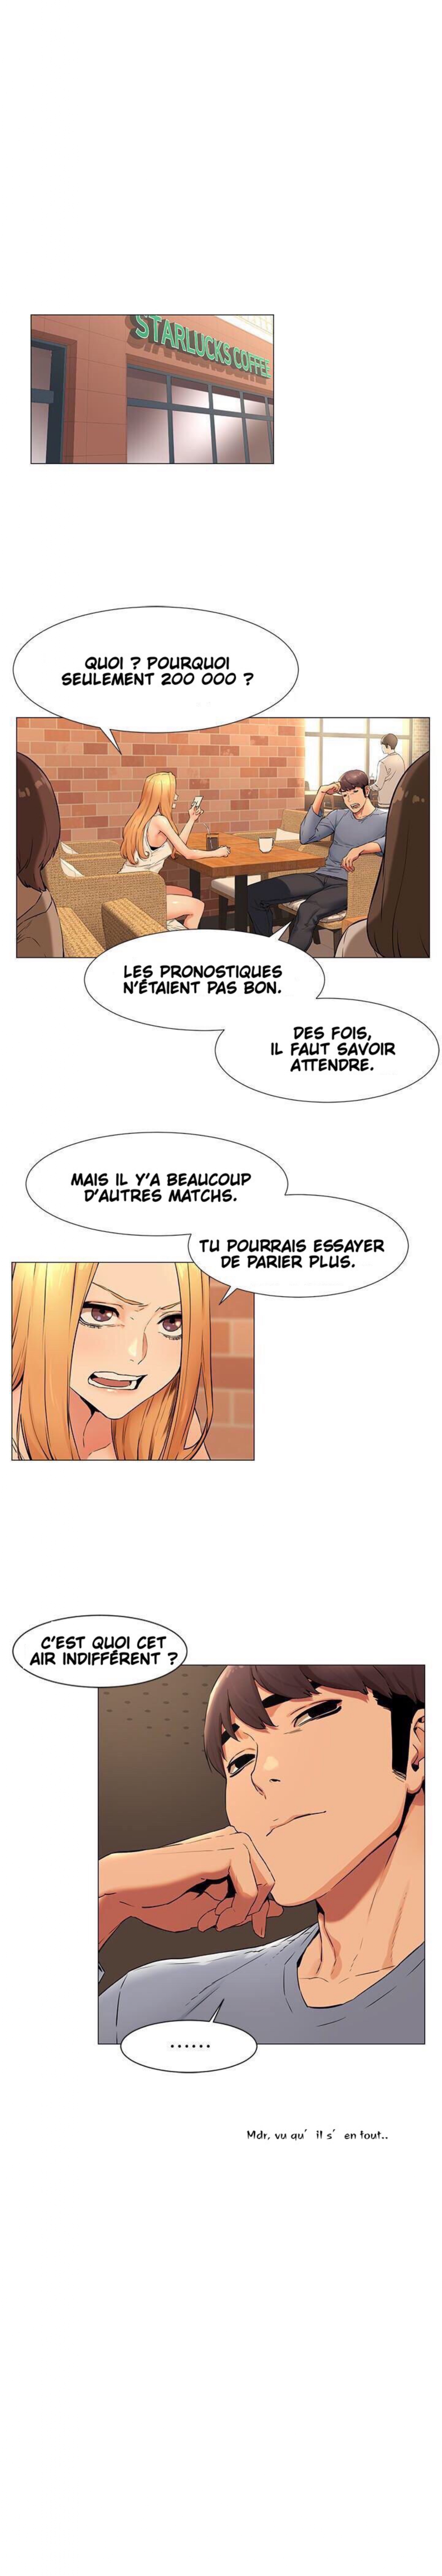 STARLUCKS COFFEE
QUOI ? POURQUOI
SEULEMENT 200 000 ?
LES PRONOSTIQUES
N'ÉTAIENT PAS BON.
DES FOIS,
IL FAUT SAVOIR
ATTENDRE.
MAIS IL Y'A BEAUCOUP
D'AUTRES MATCHS.
TU POURRAIS ESSAYER
DE PARIER PLUS.
C'EST QUOI CET
AIR INDIFFÉRENT ?
......
Mdr, vu qu' il s' en tout..